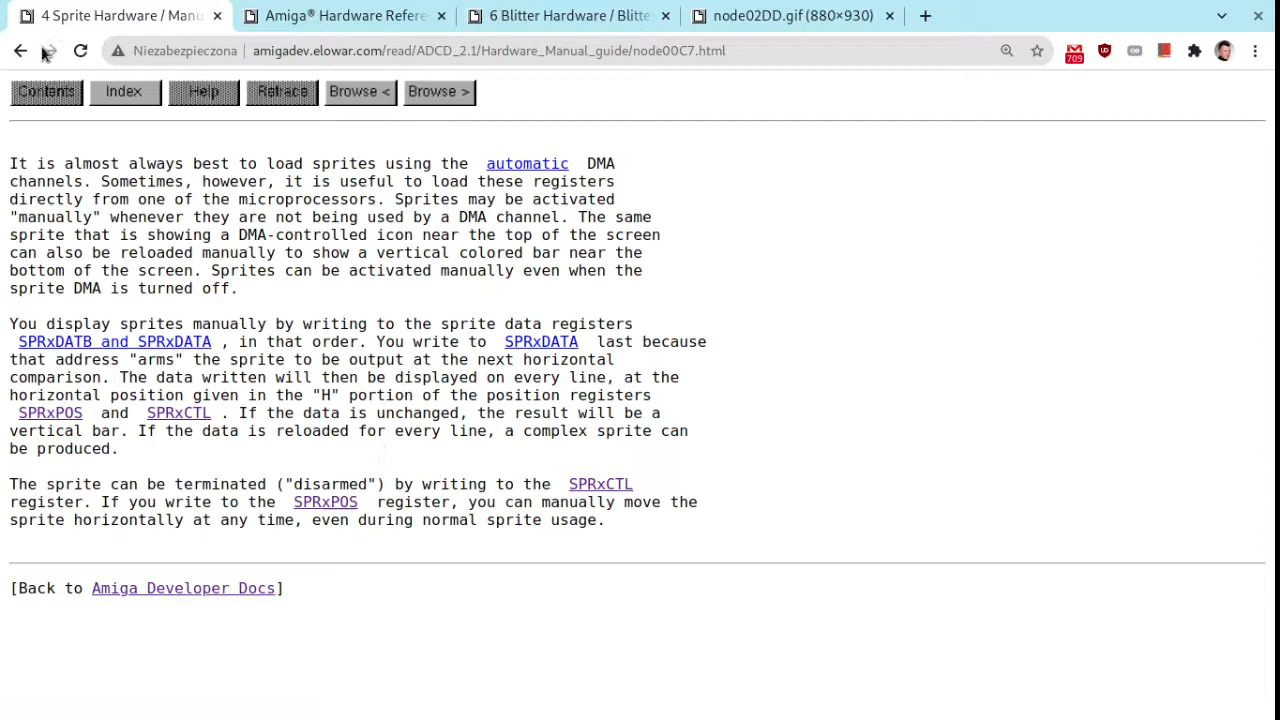 4 Sprite Hardware / Manu
Amiga® Hardware Refere
6 Blitter Hardware / Blitte
node02DD.gif (880×930)
Niezabezpieczona
amigadev.elowar.com/read/ADCD_2.1/Hardware_Manual_guide/node00C7.html
709
Contents Index Help Retrace Browse < Browse >
It is almost always best to load sprites using the automatic DMA
channels. Sometimes, however, it is useful to load these registers
directly from one of the microprocessors. Sprites may be activated
"manually" whenever they are not being used by a DMA channel. The same
sprite that is showing a DMA-controlled icon near the top of the screen
can also be reloaded manually to show a vertical colored bar near the
bottom of the screen. Sprites can be activated manually even when the
sprite DMA is turned off.
You display sprites manually by writing to the sprite data registers
SPRxDATB and SPRxDATA , in that order. You write to SPRxDATA last because
that address "arms" the sprite to be output at the next horizontal
comparison. The data written will then be displayed on every line, at the
horizontal position given in the "H" portion of the position registers
SPRxPOS and SPRxCTL . If the data is unchanged, the result will be a
vertical bar. If the data is reloaded for every line, a complex sprite can
be produced.
The sprite can be terminated ("disarmed") by writing to the SPRxCTL
register. If you write to the SPRxPOS register, you can manually move the
sprite horizontally at any time, even during normal sprite usage.
[Back to Amiga Developer Docs]